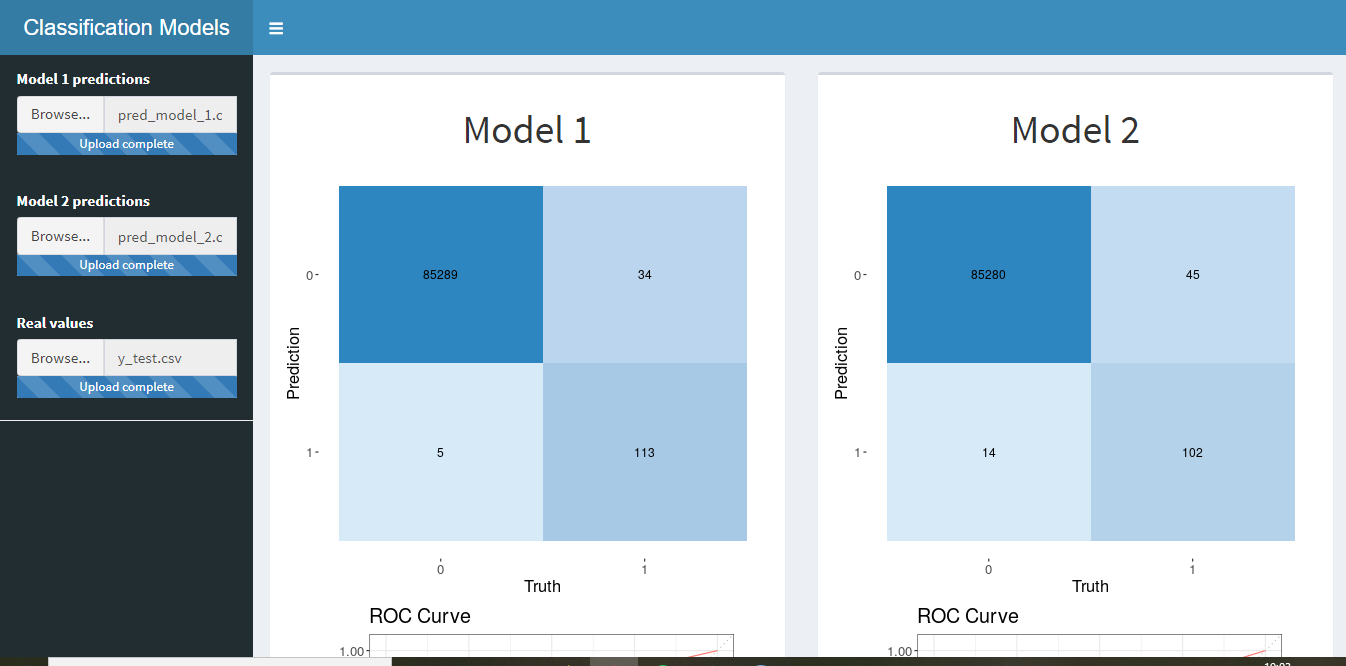 Classification Models
Model 1 predictions
Browse... pred_model_1.c
Upload complete
Model 2 predictions
Browse... pred_model_2.c
Upload complete
Real values
Browse... y_test.csv
Upload complete
Model 1
0
85289 34
Prediction
1
5 113
0 1
Truth
ROC Curve
1.00
Model 2
0
85280 45
Prediction
1
14 102
0 1
Truth
ROC Curve
1.00